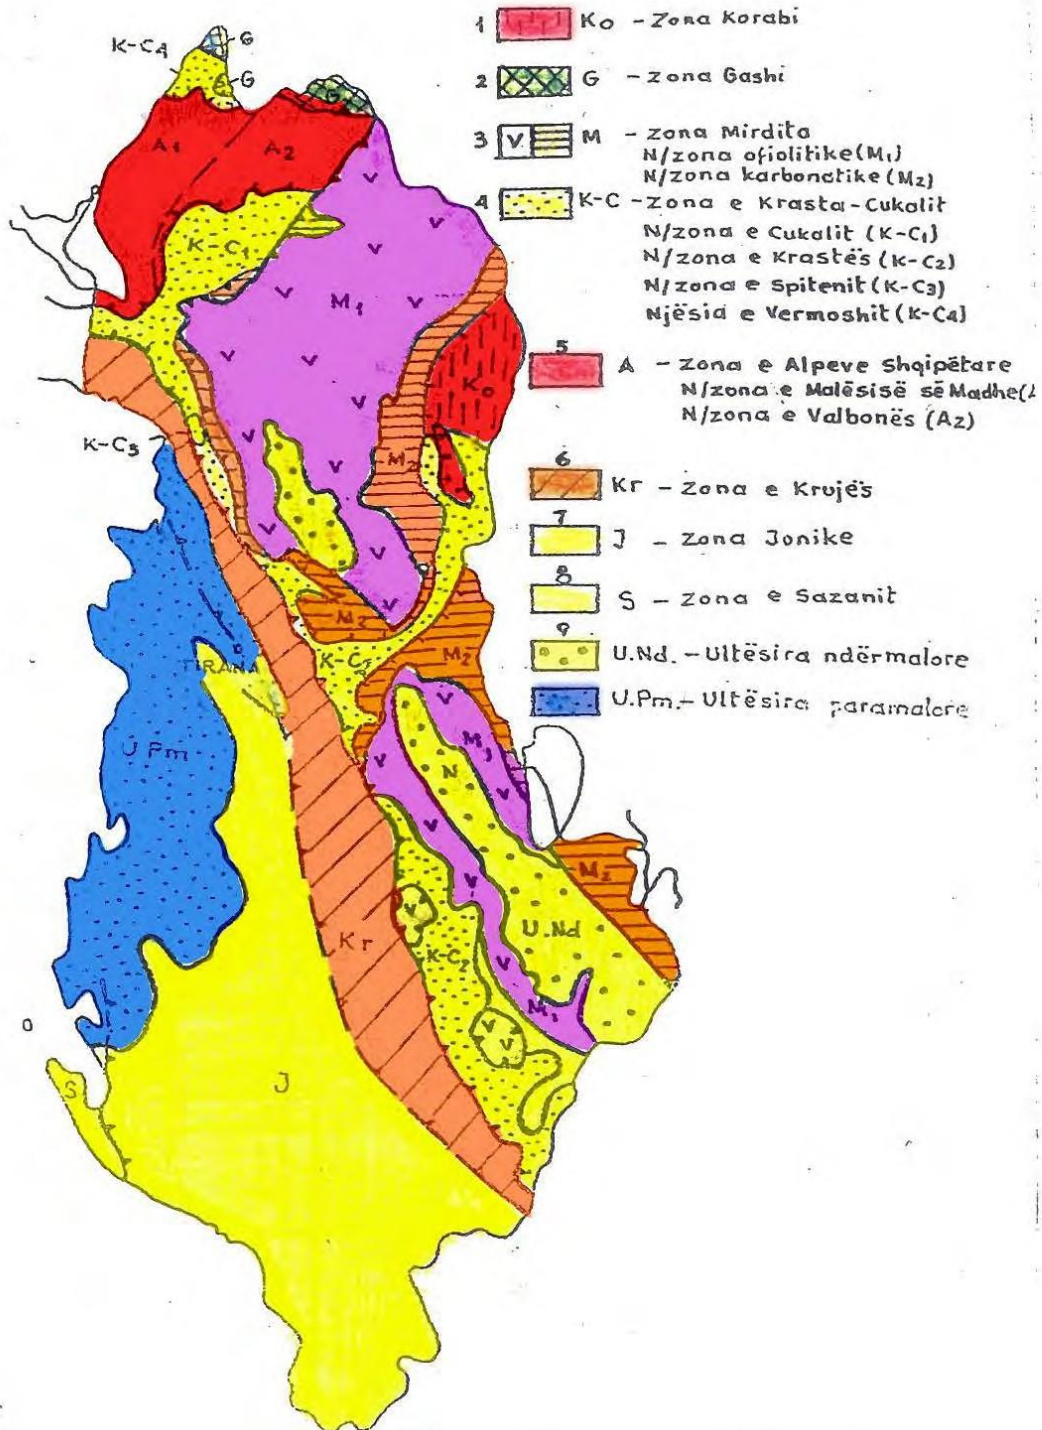 1 Ko - Zona Korabi
2 G - Zona Gashi
3 V M - Zona Mirdita
N/zona ofiolitike (M1)
N/zona karbonatike (M2)
4 K-C - Zona e Krasta-Cukalit
N/zona e Cukalit (K-C1)
N/zona e Krastës (K-C2)
N/zona e Spitenit (K-C3)
Njësia e Vermoshit (K-C4)
5 A - Zona e Alpeve Shqipëtare
N/zona e Malësisë së Madhe (
N/zona e Valbonës (A2)
6 Kr - Zona e Krujës
7 J - Zona Jonike
8 S - Zona e Sazanit
9 U.Nd. - Ultësira ndërmalore
U.Pm. - Ultësira paramalore
K-C4
G
G
G
A1
A2
K-C1
M1
Ko
K-C3
M2
M2
TIRANA
K-C2
M2
U.Pm
M1
N
M2
Kr
K-C2
U.Nd
M1
O
S
J